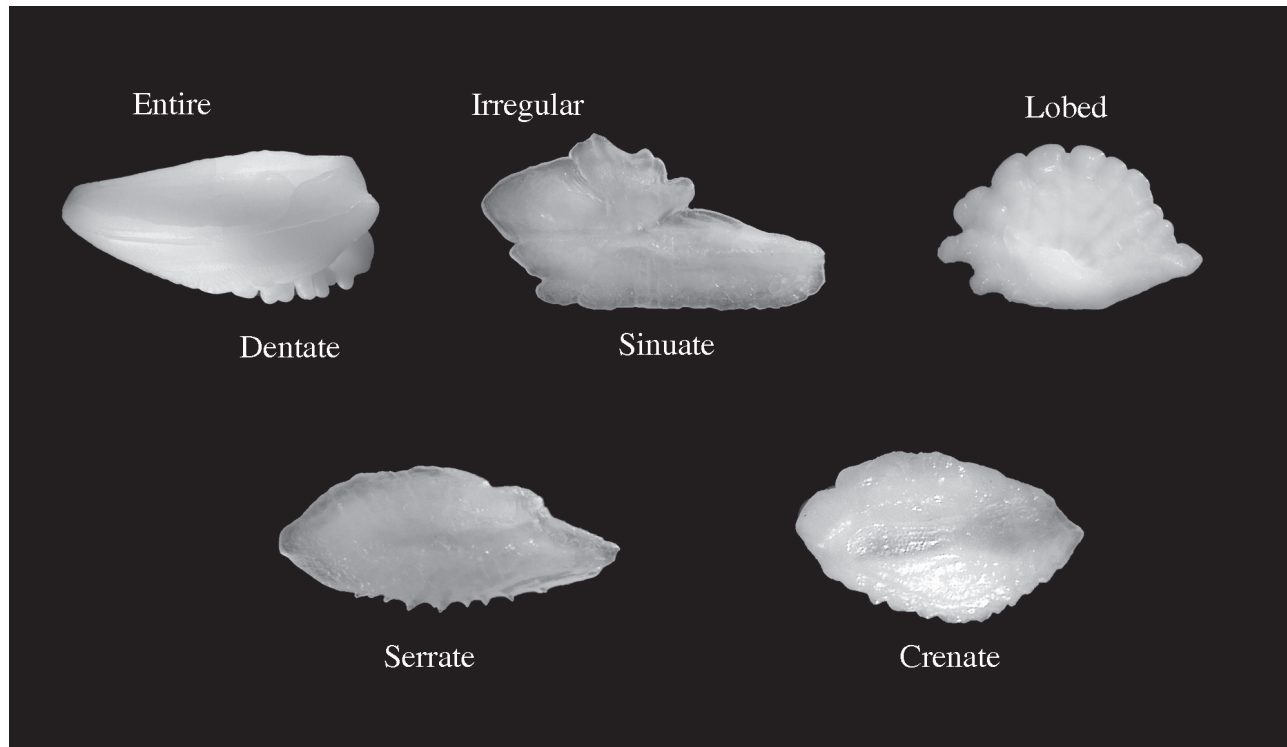 Entire
Irregular
Lobed
Dentate
Sinuate
Serrate
Crenate